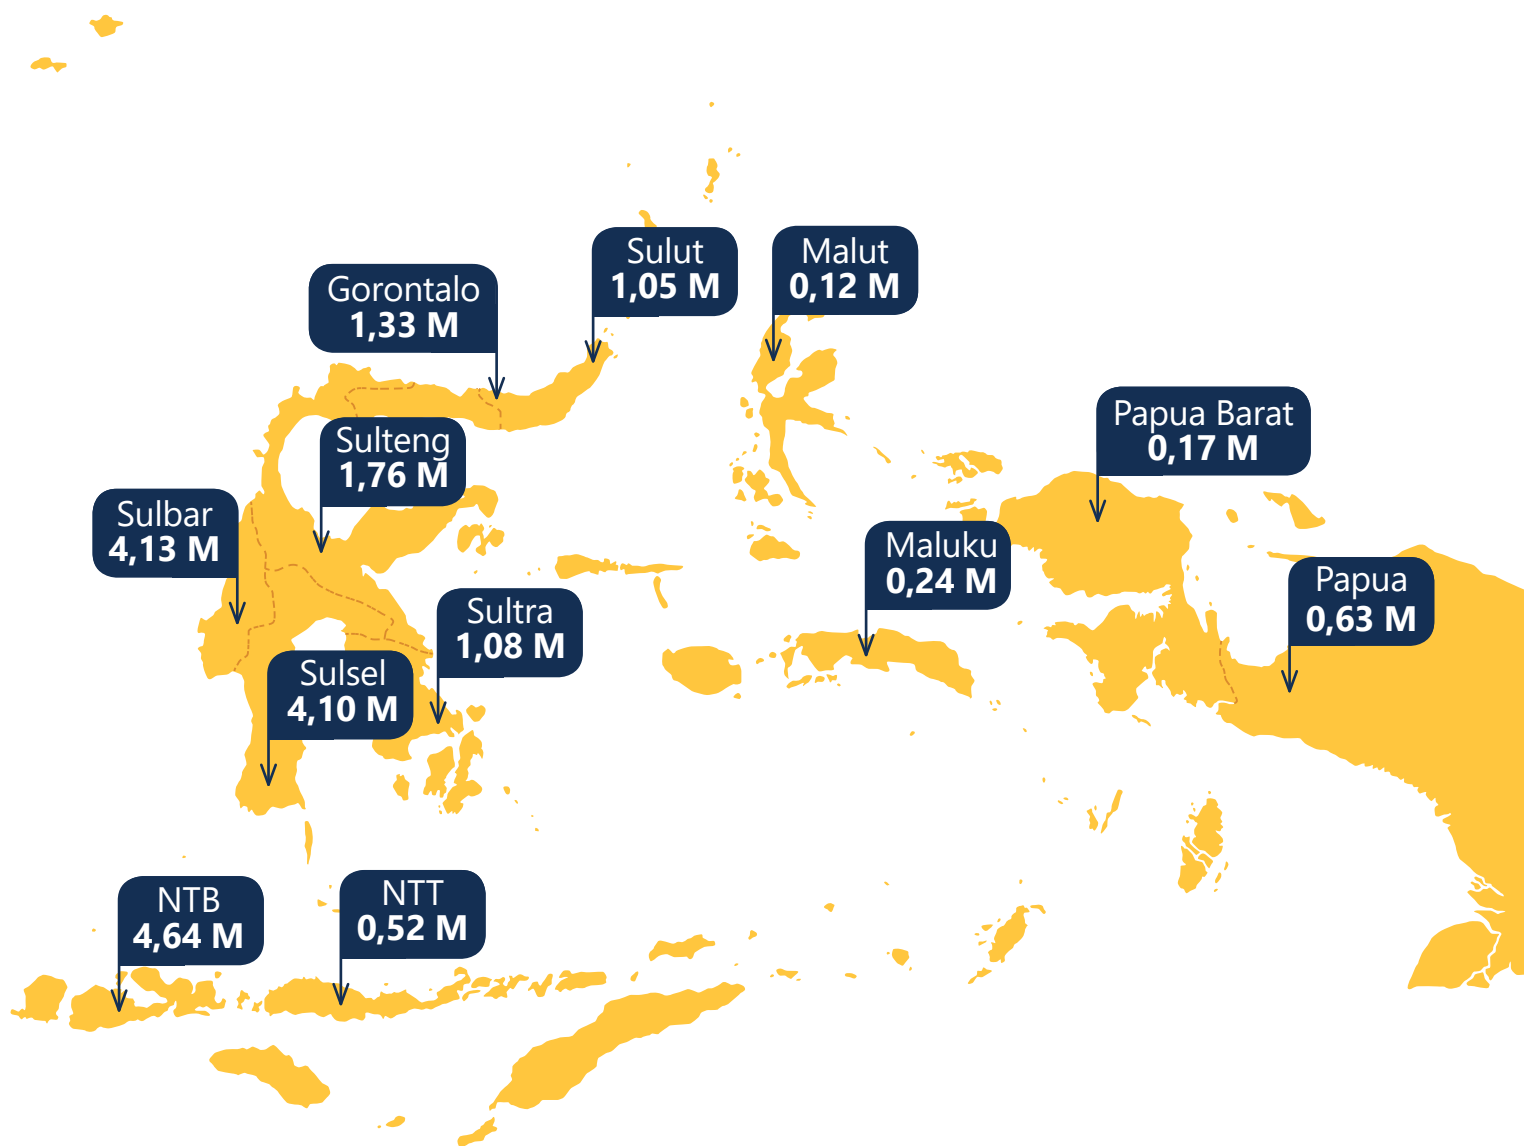 Sulut
1,05 M
Malut
0,12 M
Gorontalo
1,33 M
Papua Barat
0,17 M
Sulteng
1,76 M
Sulbar
4,13 M
Maluku
0,24 M
Papua
0,63 M
Sultra
1,08 M
Sulsel
4,10 M
NTB
4,64 M
NTT
0,52 M